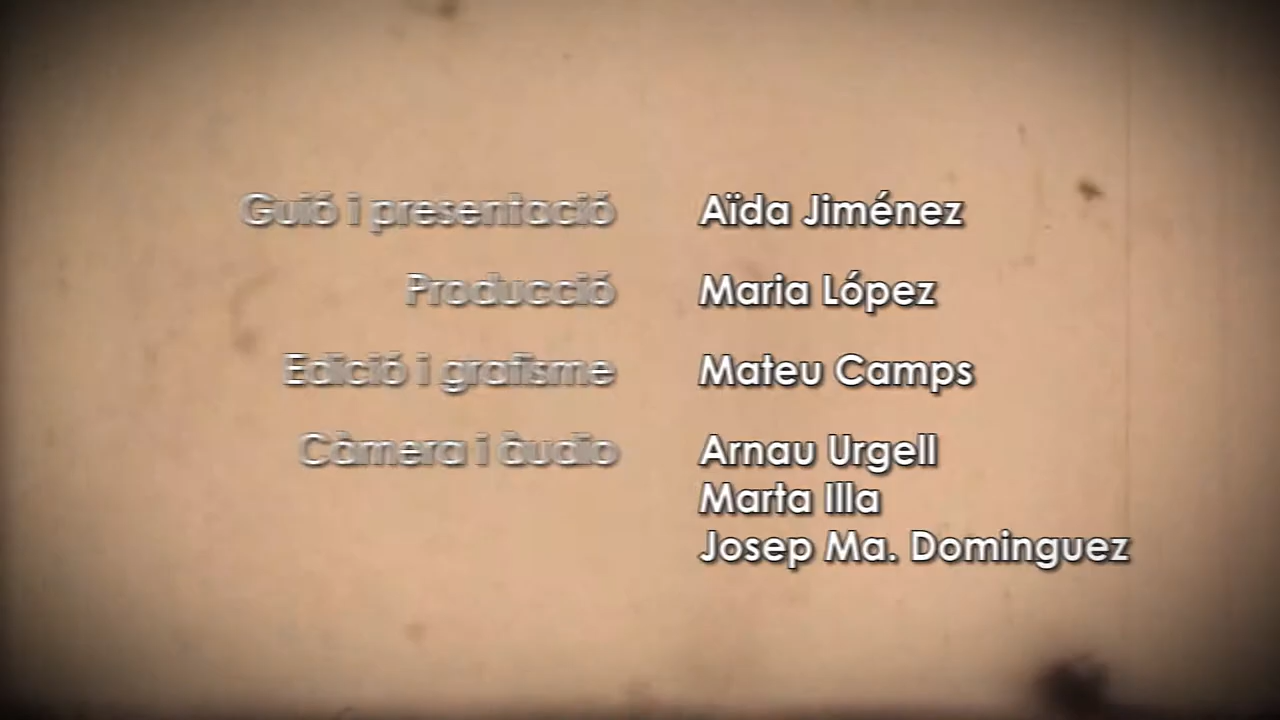 Guió i presentació Aïda Jiménez
Producció Maria López
Edició i grafisme Mateu Camps
Càmera i àudio Arnau Urgell
Marta Illa
Josep Ma. Dominguez